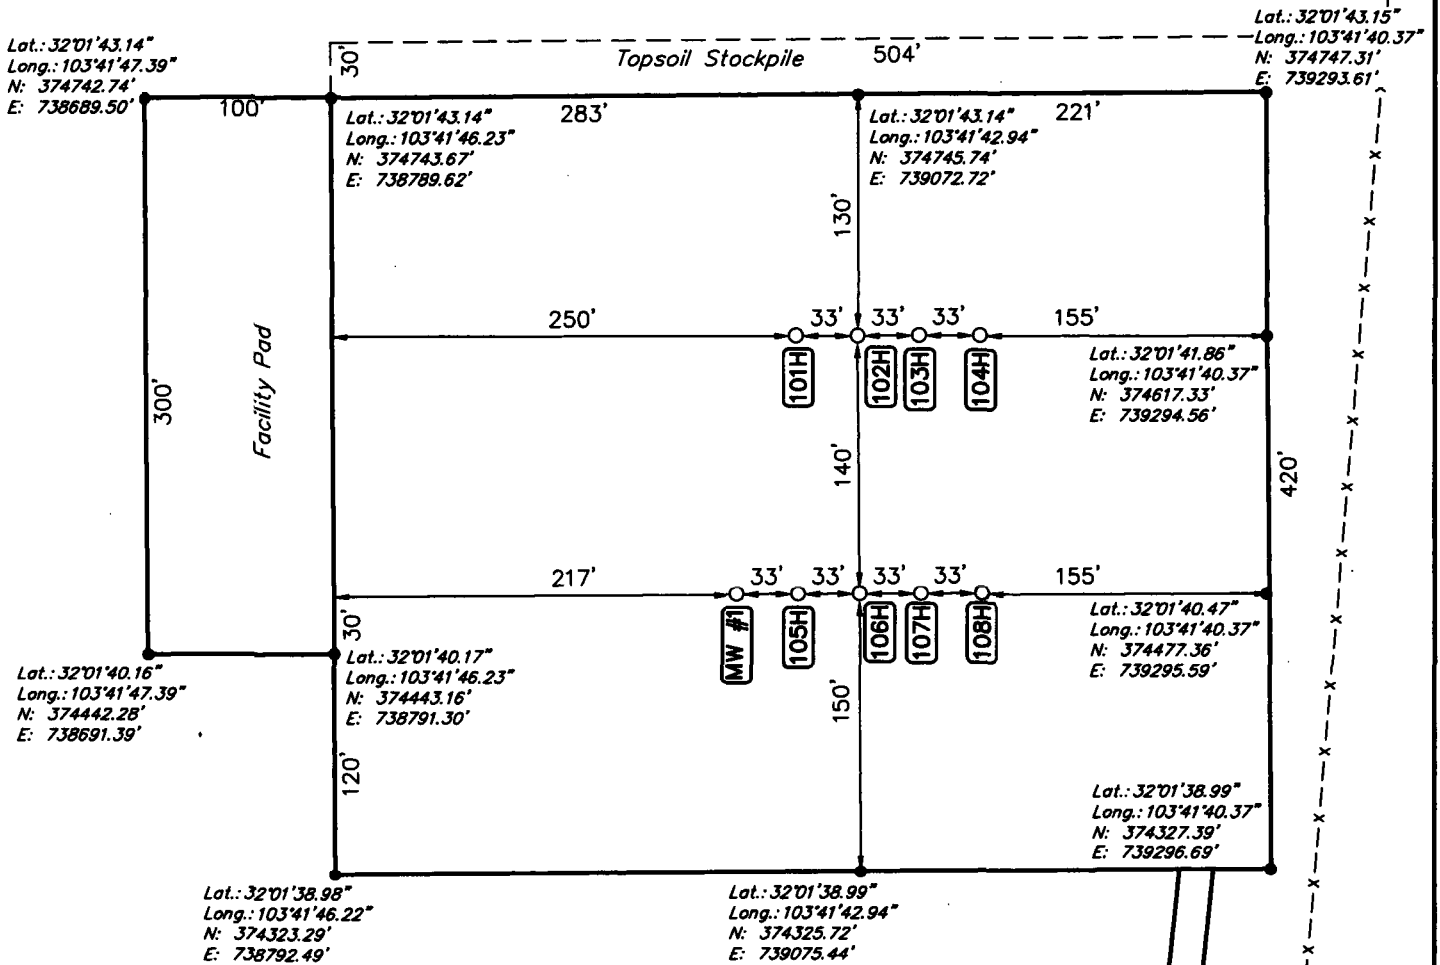 Lat.: 32°01'43.14"
Long.: 103°41'47.39"
N: 374742.74'
E: 738689.50'
30'
Topsoil Stockpile
504'
Lat.: 32°01'43.15"
Long.: 103°41'40.37"
N: 374747.31'
E: 739293.61'
100'
283'
221'
Lat.: 32°01'43.14"
Long.: 103°41'46.23"
N: 374743.67'
E: 738789.62'
Lat.: 32°01'43.14"
Long.: 103°41'42.94"
N: 374745.74'
E: 739072.72'
130'
250'
33'
33'
33'
155'
101H
102H
103H
104H
Lat.: 32°01'41.86"
Long.: 103°41'40.37"
N: 374617.33'
E: 739294.56'
300'
Facility Pad
140'
420'
217'
33'
33'
33'
33'
155'
MW #1
105H
106H
107H
108H
Lat.: 32°01'40.47"
Long.: 103°41'40.37"
N: 374477.36'
E: 739295.59'
30'
Lat.: 32°01'40.16"
Long.: 103°41'47.39"
N: 374442.28'
E: 738691.39'
Lat.: 32°01'40.17"
Long.: 103°41'46.23"
N: 374443.16'
E: 738791.30'
150'
120'
Lat.: 32°01'38.99"
Long.: 103°41'40.37"
N: 374327.39'
E: 739296.69'
Lat.: 32°01'38.98"
Long.: 103°41'46.22"
N: 374323.29'
E: 738792.49'
Lat.: 32°01'38.99"
Long.: 103°41'42.94"
N: 374325.72'
E: 739075.44'